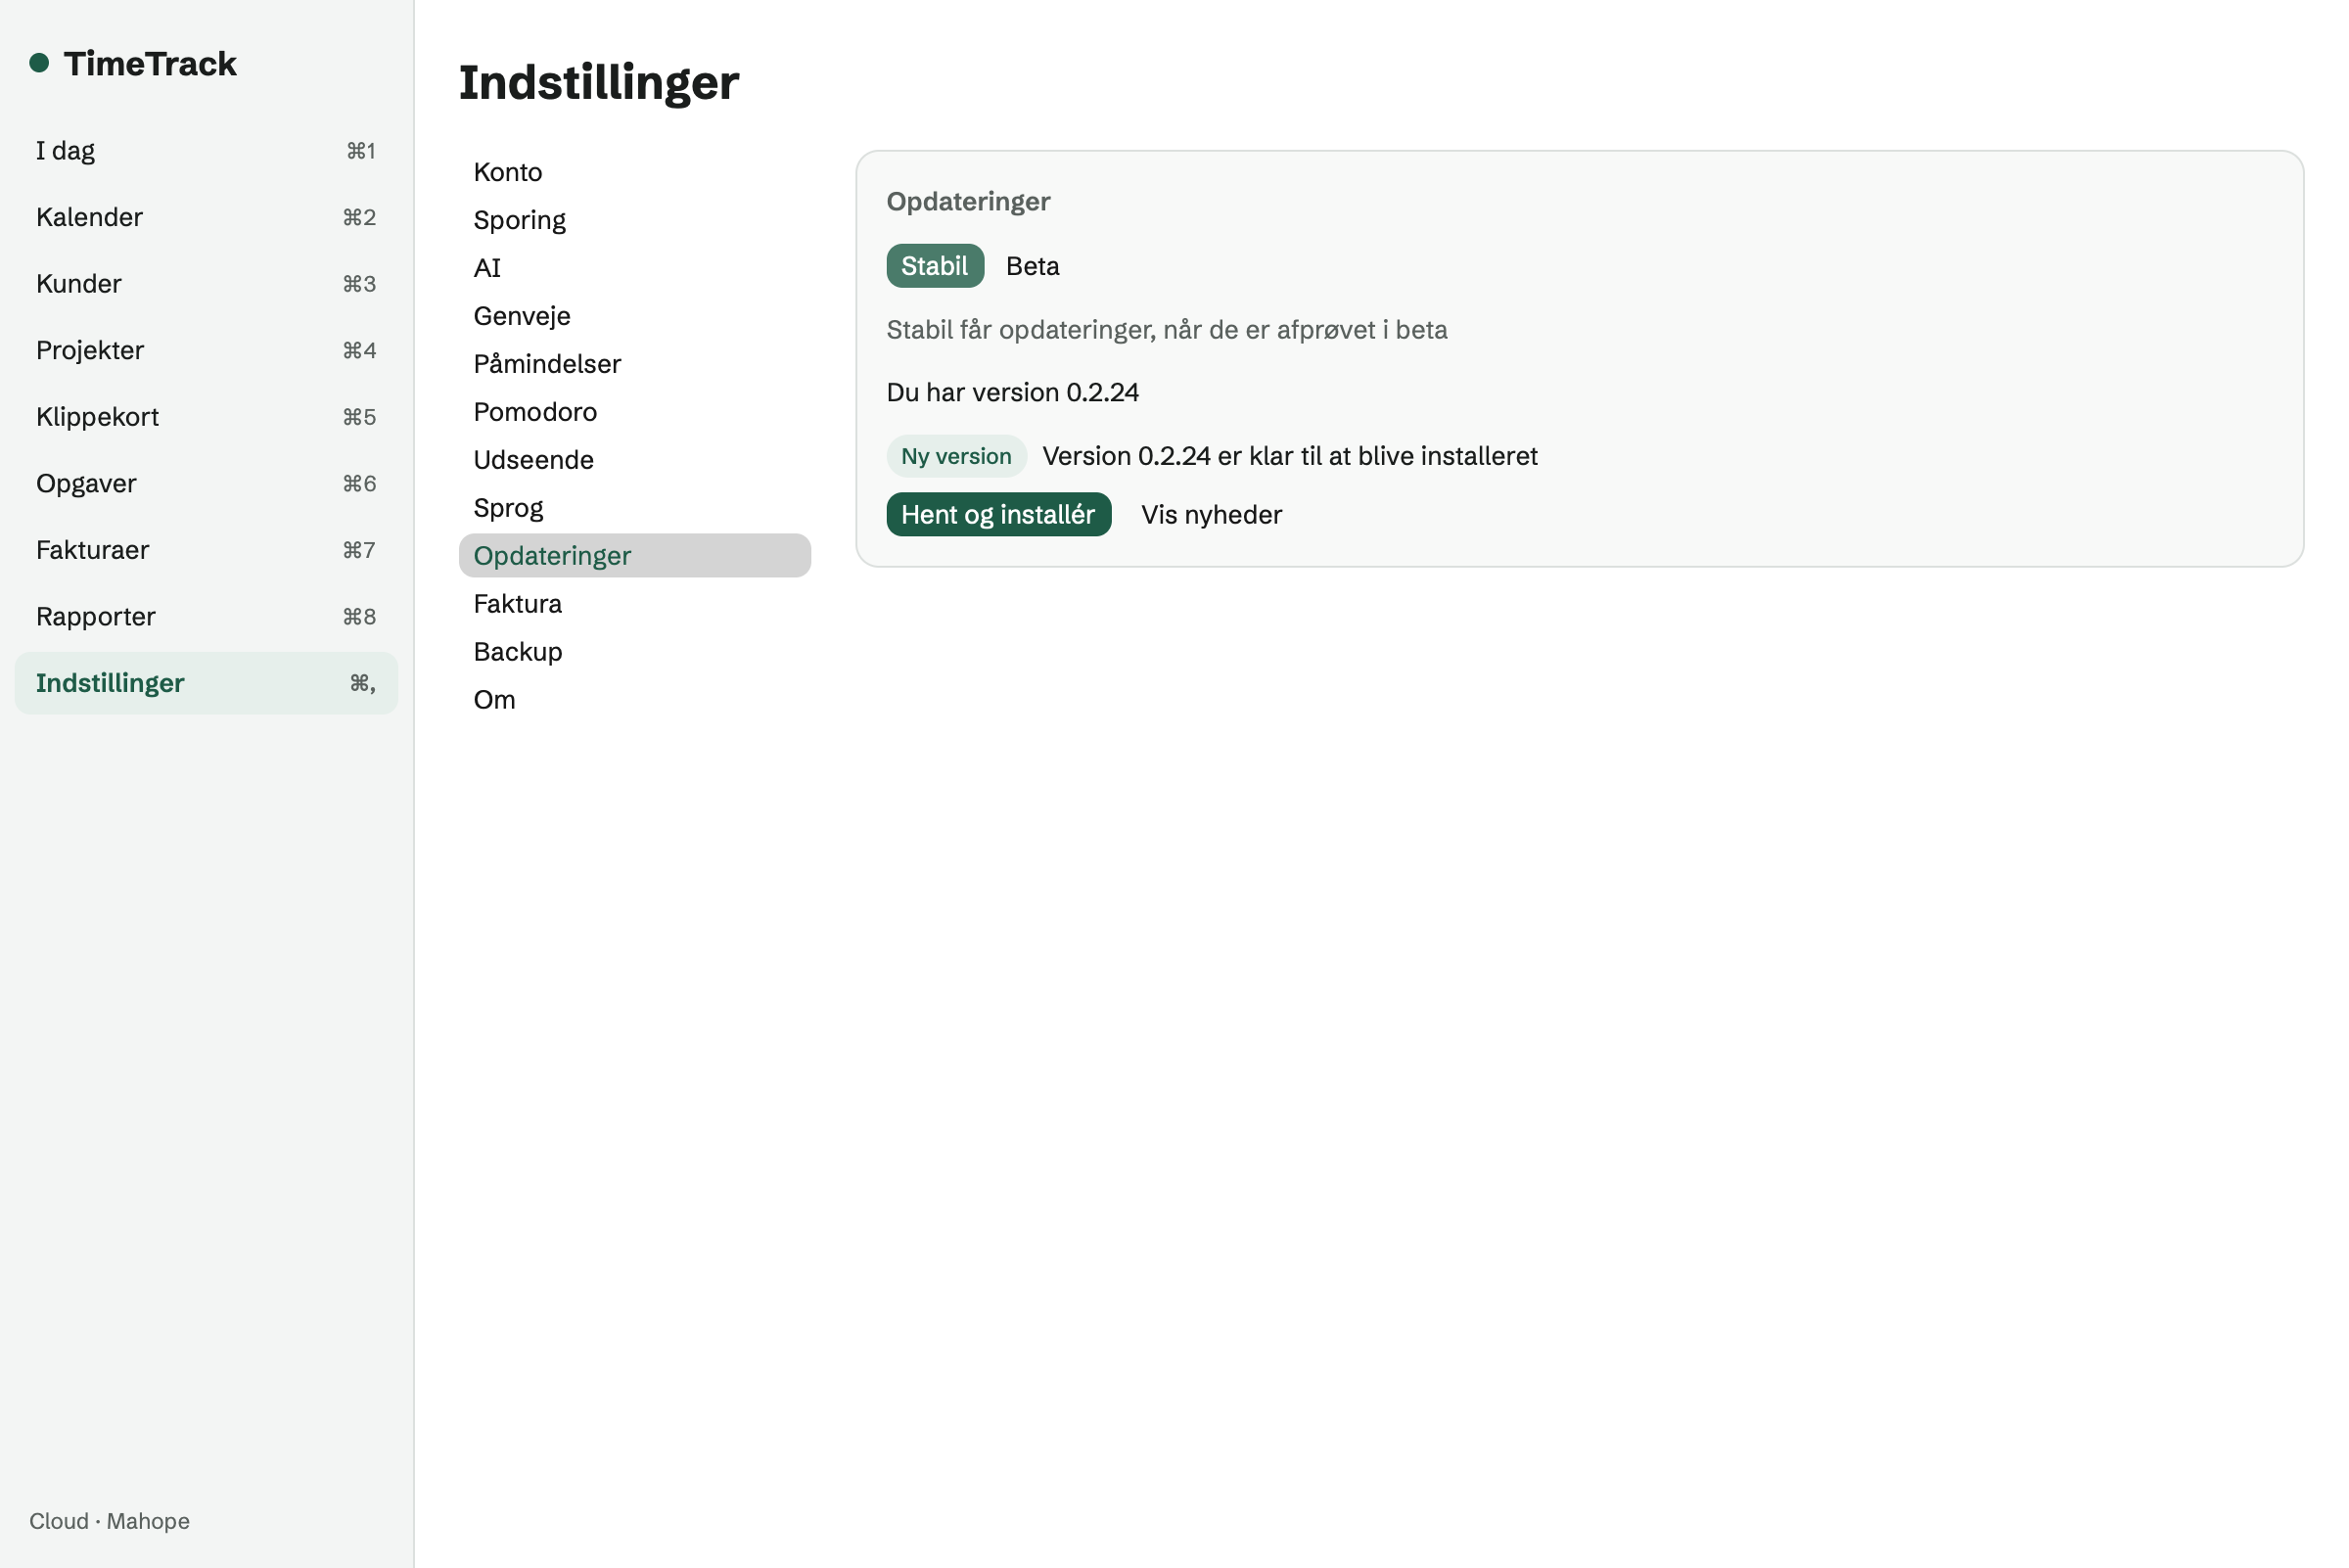 TimeTrack
I dag ⌘1
Kalender ⌘2
Kunder ⌘3
Projekter ⌘4
Klippekort ⌘5
Opgaver ⌘6
Fakturaer ⌘7
Rapporter ⌘8
Indstillinger ⌘,
Cloud · Mahope
Indstillinger
Konto
Sporing
AI
Genveje
Påmindelser
Pomodoro
Udseende
Sprog
Opdateringer
Faktura
Backup
Om
Opdateringer
Stabil Beta
Stabil får opdateringer, når de er afprøvet i beta
Du har version 0.2.24
Ny version Version 0.2.24 er klar til at blive installeret
Hent og installér Vis nyheder